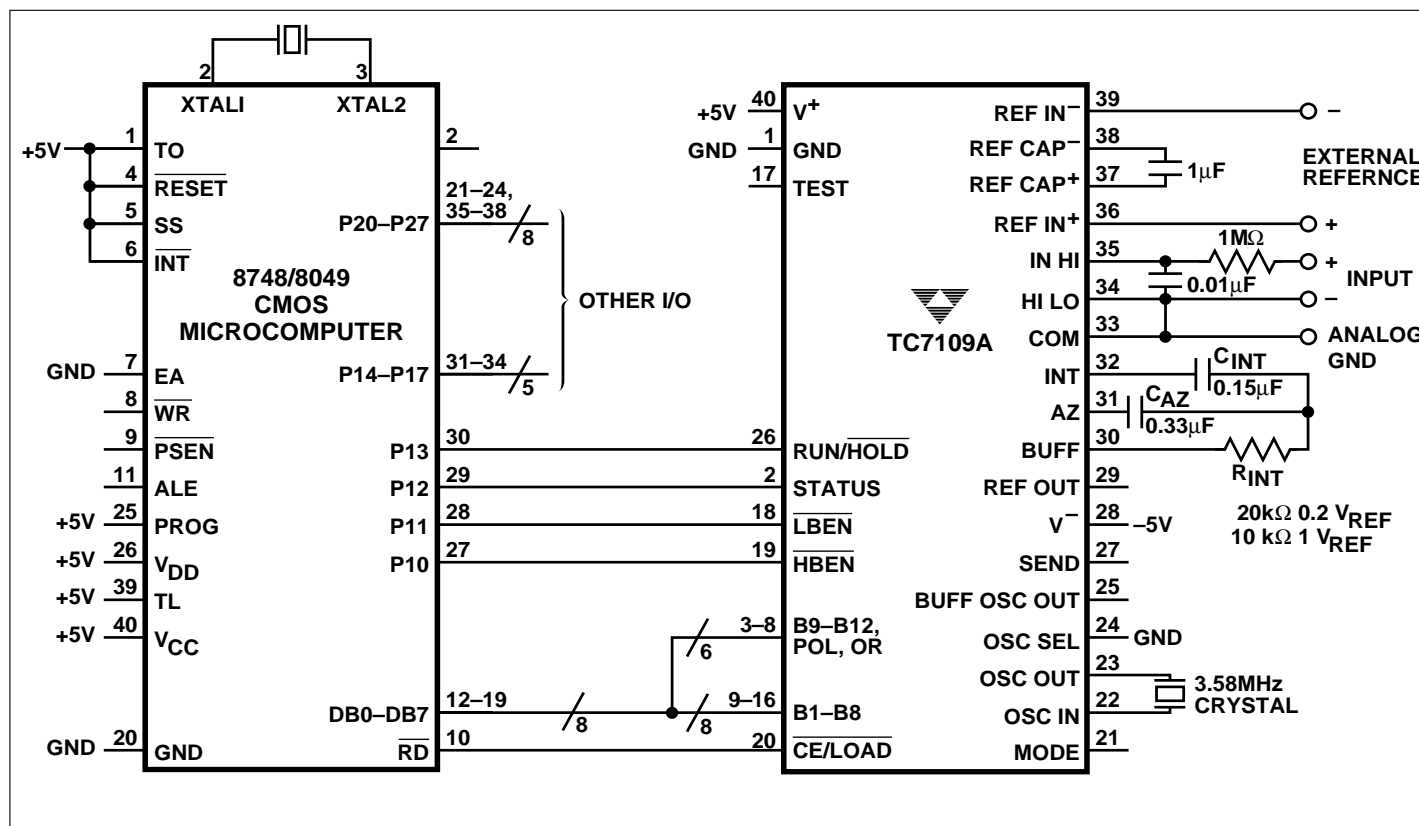 2
3
XTAL1
XTAL2
+5V
1
TO
4
RESET
5
SS
6
INT
2
21–24,
35–38
P20–P27
8
8748/8049
CMOS
MICROCOMPUTER
OTHER I/O
GND
7
EA
P14–P17
31–34
5
8
WR
9
PSEN
P13
30
11
ALE
P12
29
+5V
25
PROG
P11
28
+5V
26
VDD
P10
27
+5V
39
TL
+5V
40
VCC
DB0–DB7
12–19
8
GND
20
GND
RD
10
+5V
40
V+
GND
1
GND
17
TEST
TC7109A
26
RUN/HOLD
2
STATUS
18
LBEN
19
HBEN
3–8
6
B9–B12,
POL, OR
9–16
8
B1–B8
20
CE/LOAD
REF IN–
39
–
REF CAP–
38
1µF
REF CAP+
37
EXTERNAL
REFERNCE
REF IN+
36
+
IN HI
35
1MΩ
+
0.01µF
INPUT
HI LO
34
–
COM
33
ANALOG
GND
INT
32
CINT
0.15µF
AZ
31
CAZ
0.33µF
BUFF
30
RINT
REF OUT
29
20kΩ 0.2 VREF
10 kΩ 1 VREF
V–
28
–5V
SEND
27
BUFF OSC OUT
25
OSC SEL
24
GND
OSC OUT
23
3.58MHz
CRYSTAL
OSC IN
22
MODE
21